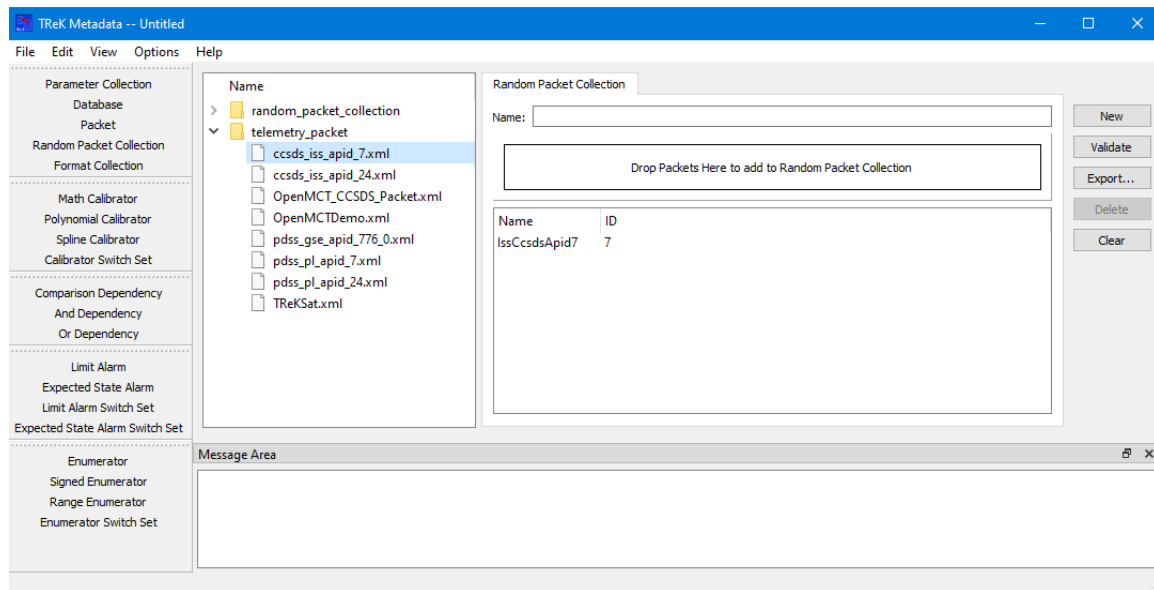 TReK Metadata -- Untitled
File Edit View Options Help
Parameter Collection
Database
Packet
Random Packet Collection
Format Collection
Math Calibrator
Polynomial Calibrator
Spline Calibrator
Calibrator Switch Set
Comparison Dependency
And Dependency
Or Dependency
Limit Alarm
Expected State Alarm
Limit Alarm Switch Set
Expected State Alarm Switch Set
Enumerator
Signed Enumerator
Range Enumerator
Enumerator Switch Set
Name
random_packet_collection
telemetry_packet
ccsds_iss_apid_7.xml
ccsds_iss_apid_24.xml
OpenMCT_CCSDS_Packet.xml
OpenMCTDemo.xml
pdss_gse_apid_776_0.xml
pdss_pl_apid_7.xml
pdss_pl_apid_24.xml
TReKSat.xml
Random Packet Collection
Name:
Drop Packets Here to add to Random Packet Collection
Name ID
IssCcsdsApid7 7
New
Validate
Export...
Delete
Clear
Message Area